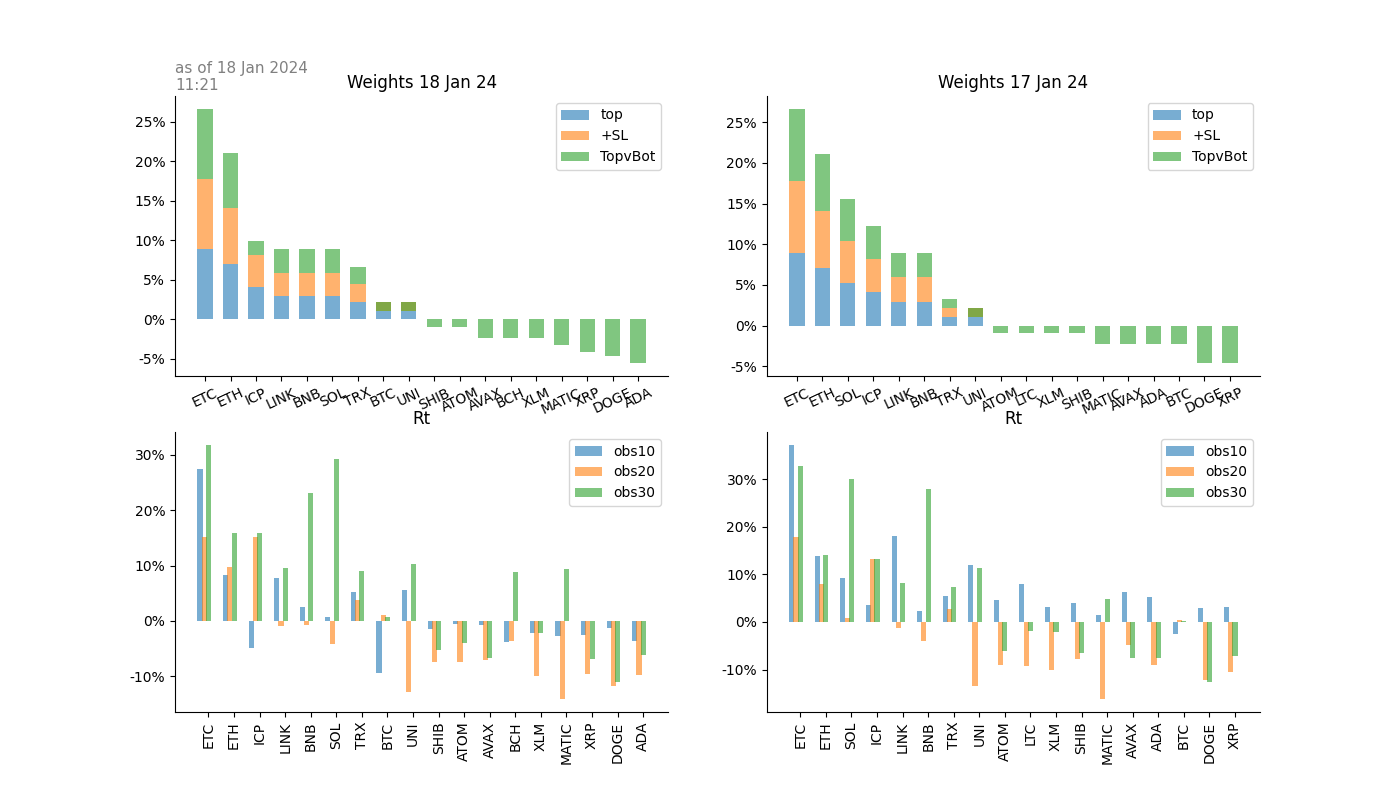 as of 18 Jan 2024
11:21
Weights 18 Jan 24
25%
20%
15%
10%
5%
0%
-5%
top
+SL
TopvBot
ETC ETH ICP LINK BNB SOL TRX BTC UNI SHIB ATOM AVAX BCH XLM MATIC XRP DOGE ADA
Weights 17 Jan 24
25%
20%
15%
10%
5%
0%
-5%
top
+SL
TopvBot
ETC ETH SOL ICP LINK BNB TRX UNI ATOM LTC XLM SHIB MATIC AVAX ADA BTC DOGE XRP
Rt
30%
20%
10%
0%
-10%
obs10
obs20
obs30
ETC ETH ICP LINK BNB SOL TRX BTC UNI SHIB ATOM AVAX BCH XLM MATIC XRP DOGE ADA
Rt
30%
20%
10%
0%
-10%
obs10
obs20
obs30
ETC ETH SOL ICP LINK BNB TRX UNI ATOM LTC XLM SHIB MATIC AVAX ADA BTC DOGE XRP